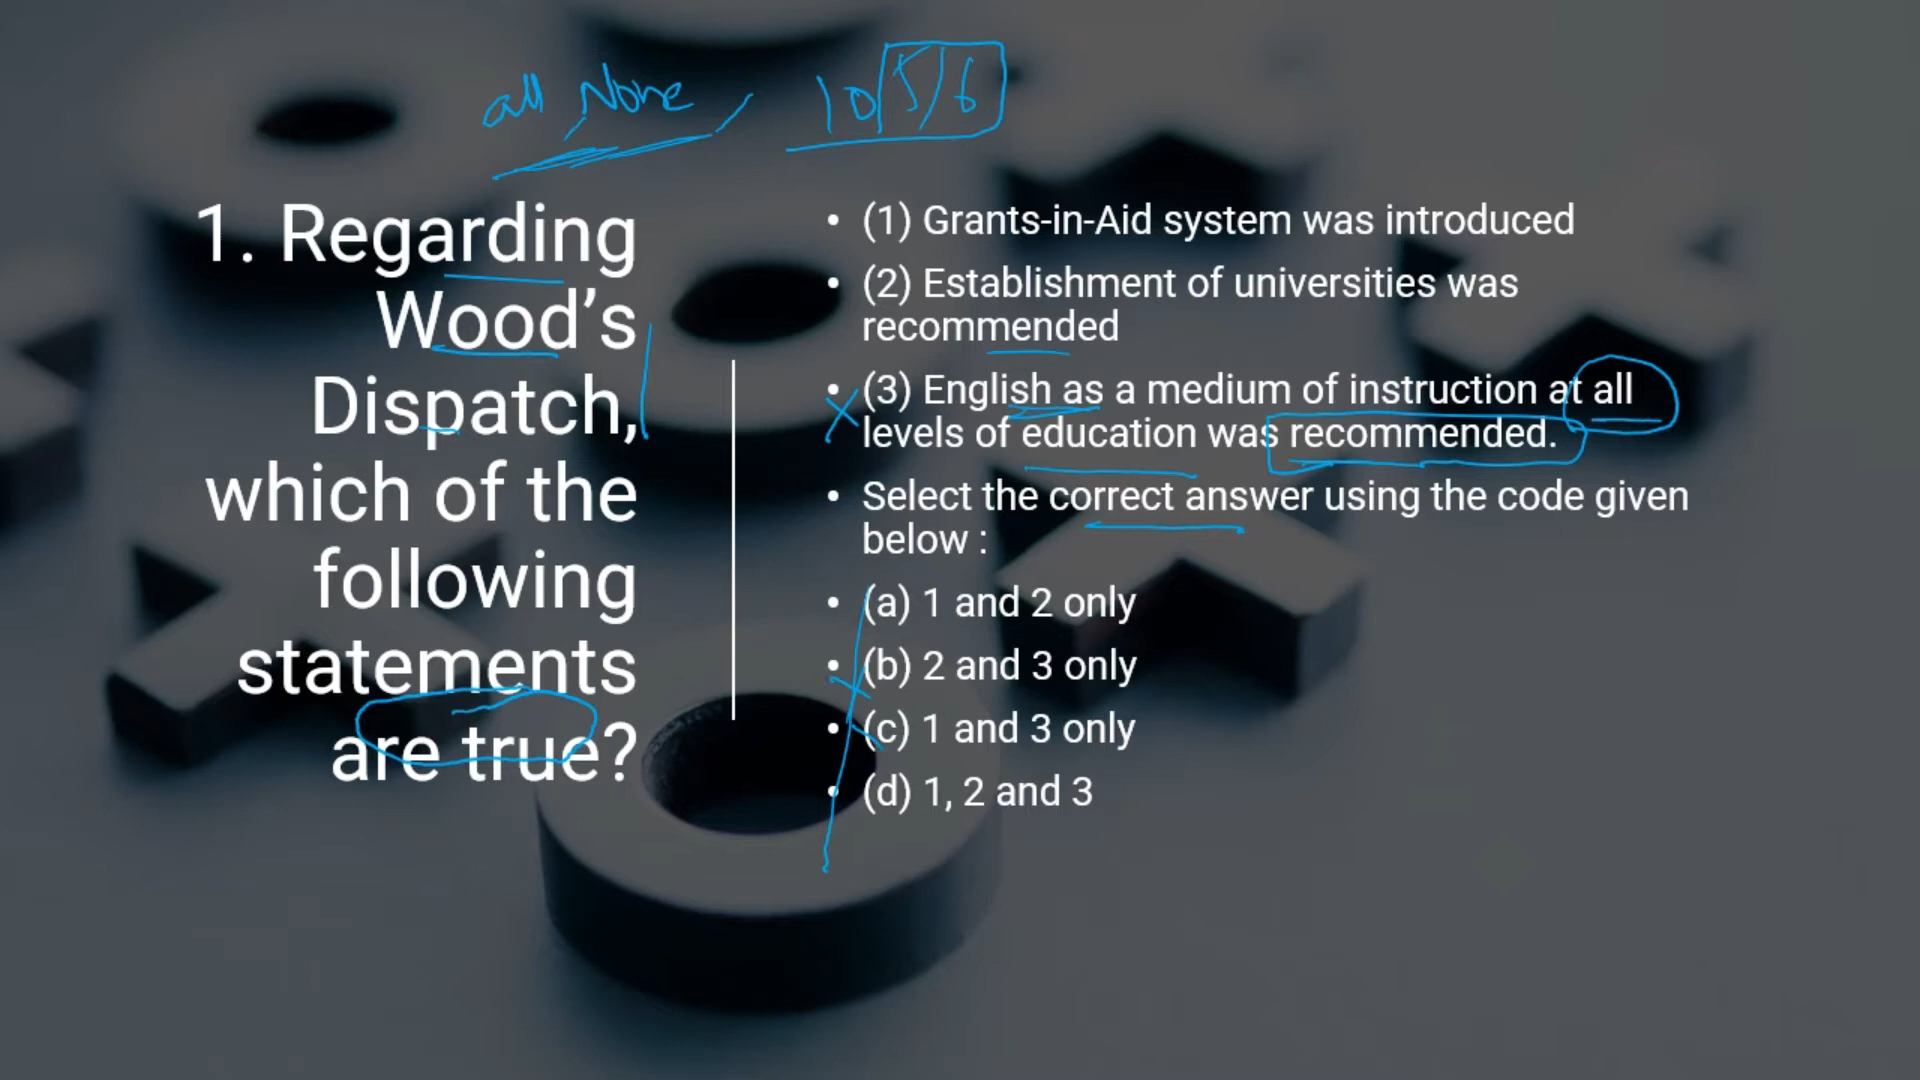 all, None, 10 5/6
1. Regarding
Wood’s
Dispatch,
which of the
following
statements
are true?
• (1) Grants-in-Aid system was introduced
• (2) Establishment of universities was
recommended
• (3) English as a medium of instruction at all
levels of education was recommended.
• Select the correct answer using the code given
below :
• (a) 1 and 2 only
• (b) 2 and 3 only
• (c) 1 and 3 only
• (d) 1, 2 and 3